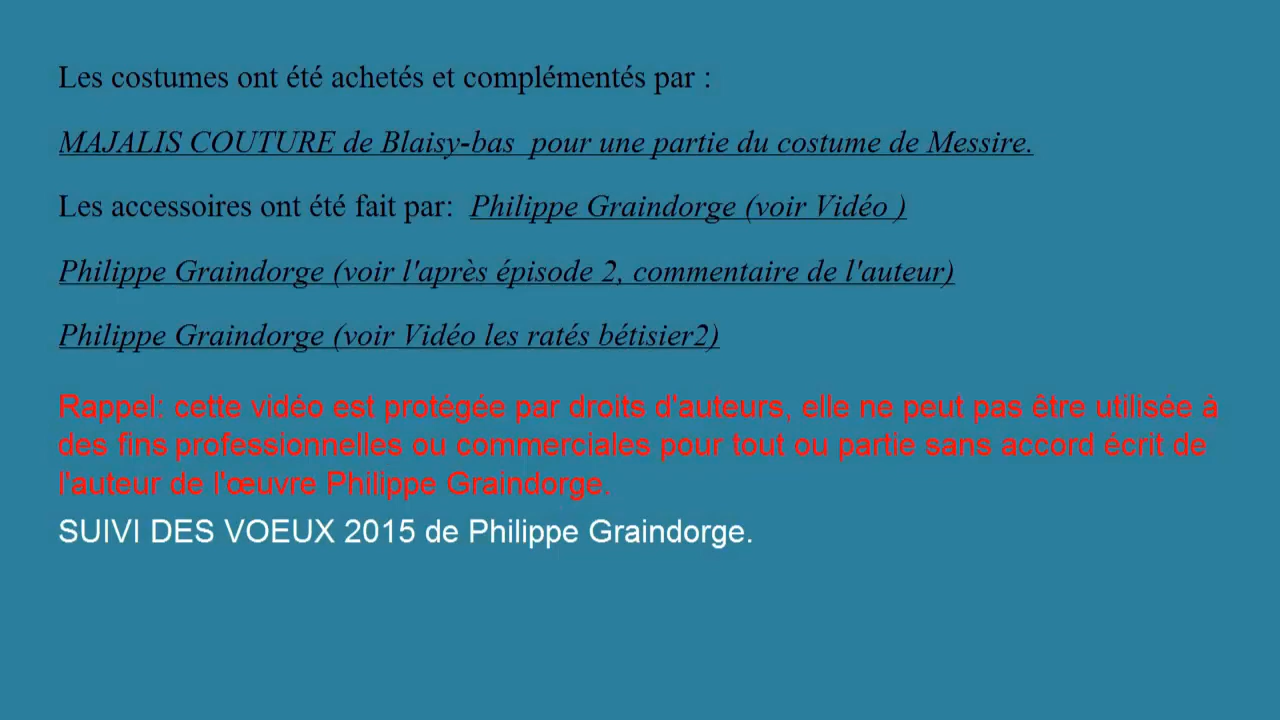 Les costumes ont été achetés et complémentés par :
MAJALIS COUTURE de Blaisy-bas pour une partie du costume de Messire.
Les accessoires ont été fait par: Philippe Graindorge (voir Vidéo )
Philippe Graindorge (voir l'après épisode 2, commentaire de l'auteur)
Philippe Graindorge (voir Vidéo les ratés bétisier2)
Rappel: cette vidéo est protégée par droits d'auteurs, elle ne peut pas être utilisée à
des fins professionnelles ou commerciales pour tout ou partie sans accord écrit de
l'auteur de l'œuvre Philippe Graindorge.
SUIVI DES VOEUX 2015 de Philippe Graindorge.